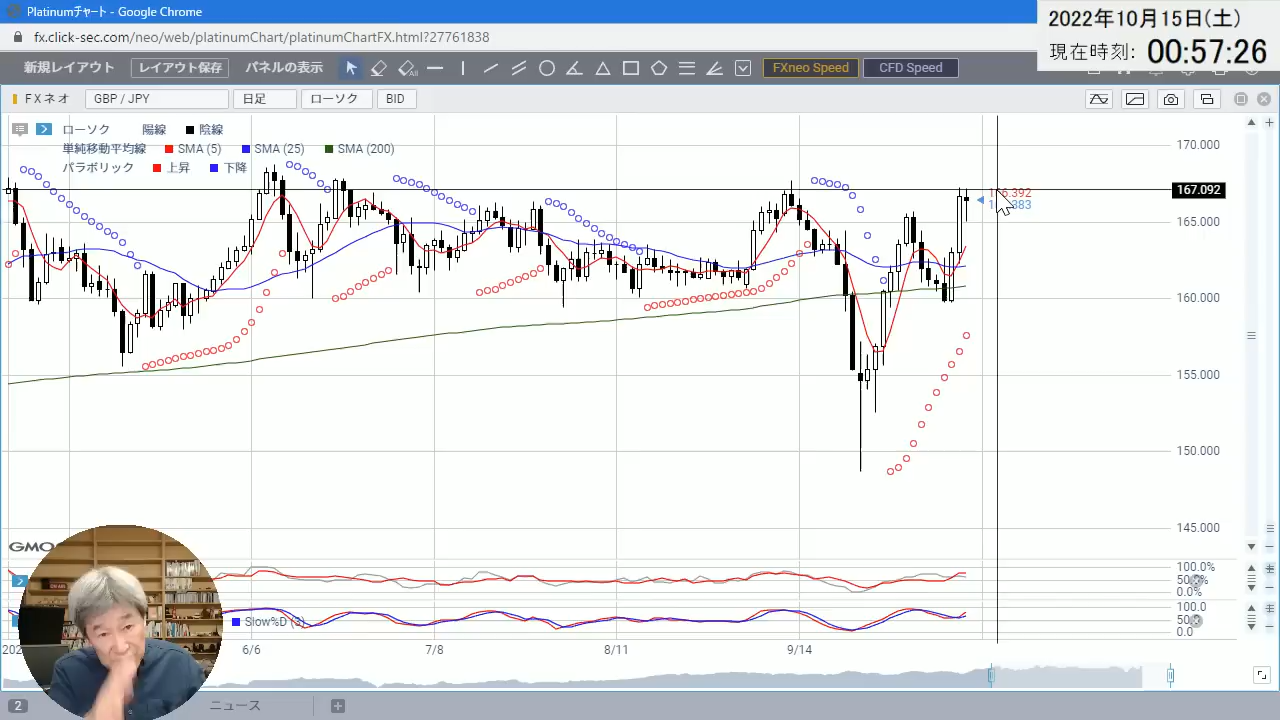 Platinumチャート - Google Chrome
2022年10月15日(土)
現在時刻: 00:57:26
fx.click-sec.com/neo/web/platinumChart/platinumChartFX.html?27761838
新規レイアウト レイアウト保存 パネルの表示 All FXneo Speed CFD Speed
FXネオ GBP / JPY 日足 ローソク BID
ローソク 陽線 陰線
単純移動平均線 SMA (5) SMA (25) SMA (200)
パラボリック 上昇 下降
170.000
167.092
165.000
160.000
155.000
150.000
145.000
GMO
100.0%
0.0%
100.0
0.0
Slow%D (3)
6/6 7/8 8/11 9/14
2 ニュース